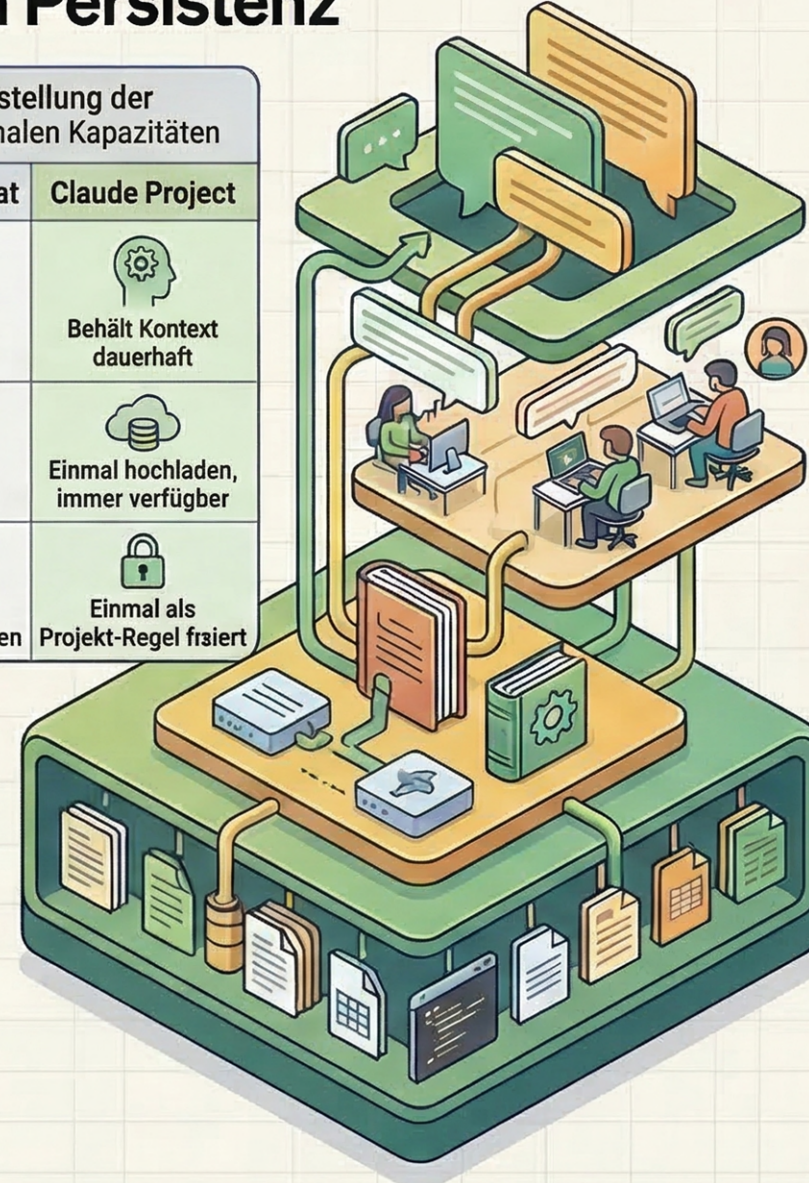 Persistenz
stellung der
nalen Kapazitäten
at
Claude Project
Behält Kontext
dauerhaft
Einmal hochladen,
immer verfügber
Einmal als
en
Projekt-Regel fisiert